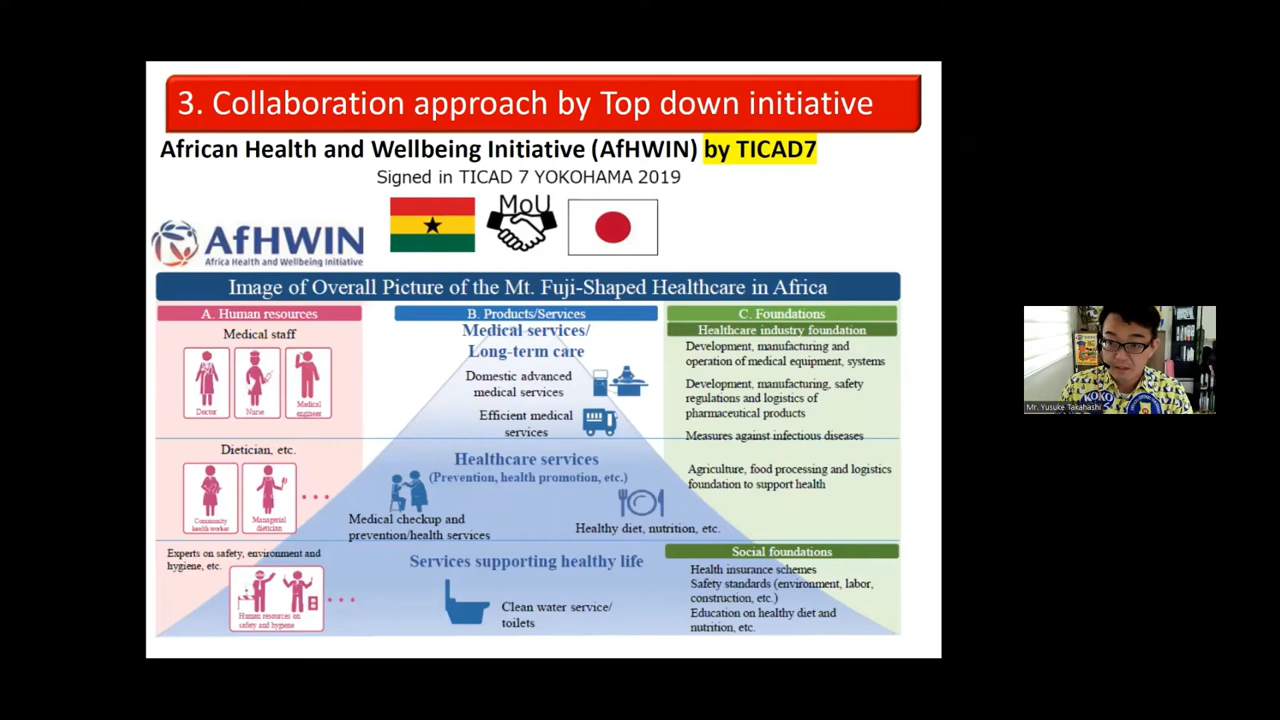 3. Collaboration approach by Top down initiative
African Health and Wellbeing Initiative (AfHWIN) by TICAD7
Signed in TICAD 7 YOKOHAMA 2019
MoU
AfHWIN
Africa Health and Wellbeing Initiative
Image of Overall Picture of the Mt. Fuji-Shaped Healthcare in Africa
A. Human resources
Medical staff
Doctor
Nurse
Medical
engineer
Dietician, etc.
Community
health worker
Managerial
dietician
Experts on safety, environment and
hygiene, etc.
Human resources on
safety and hygiene
B. Products/Services
Medical services/
Long-term care
Domestic advanced
medical services
Efficient medical
services
Healthcare services
(Prevention, health promotion, etc.)
Medical checkup and
prevention/health services
Healthy diet, nutrition, etc.
Services supporting healthy life
Clean water service/
toilets
C. Foundations
Healthcare industry foundation
Development, manufacturing and
operation of medical equipment, systems
Development, manufacturing, safety
regulations and logistics of
pharmaceutical products
Measures against infectious diseases
Agriculture, food processing and logistics
foundation to support health
Social foundations
Health insurance schemes
Safety standards (environment, labor,
construction, etc.)
Education on healthy diet and
nutrition, etc.
KOKO
Mr. Yusuke Takahashi